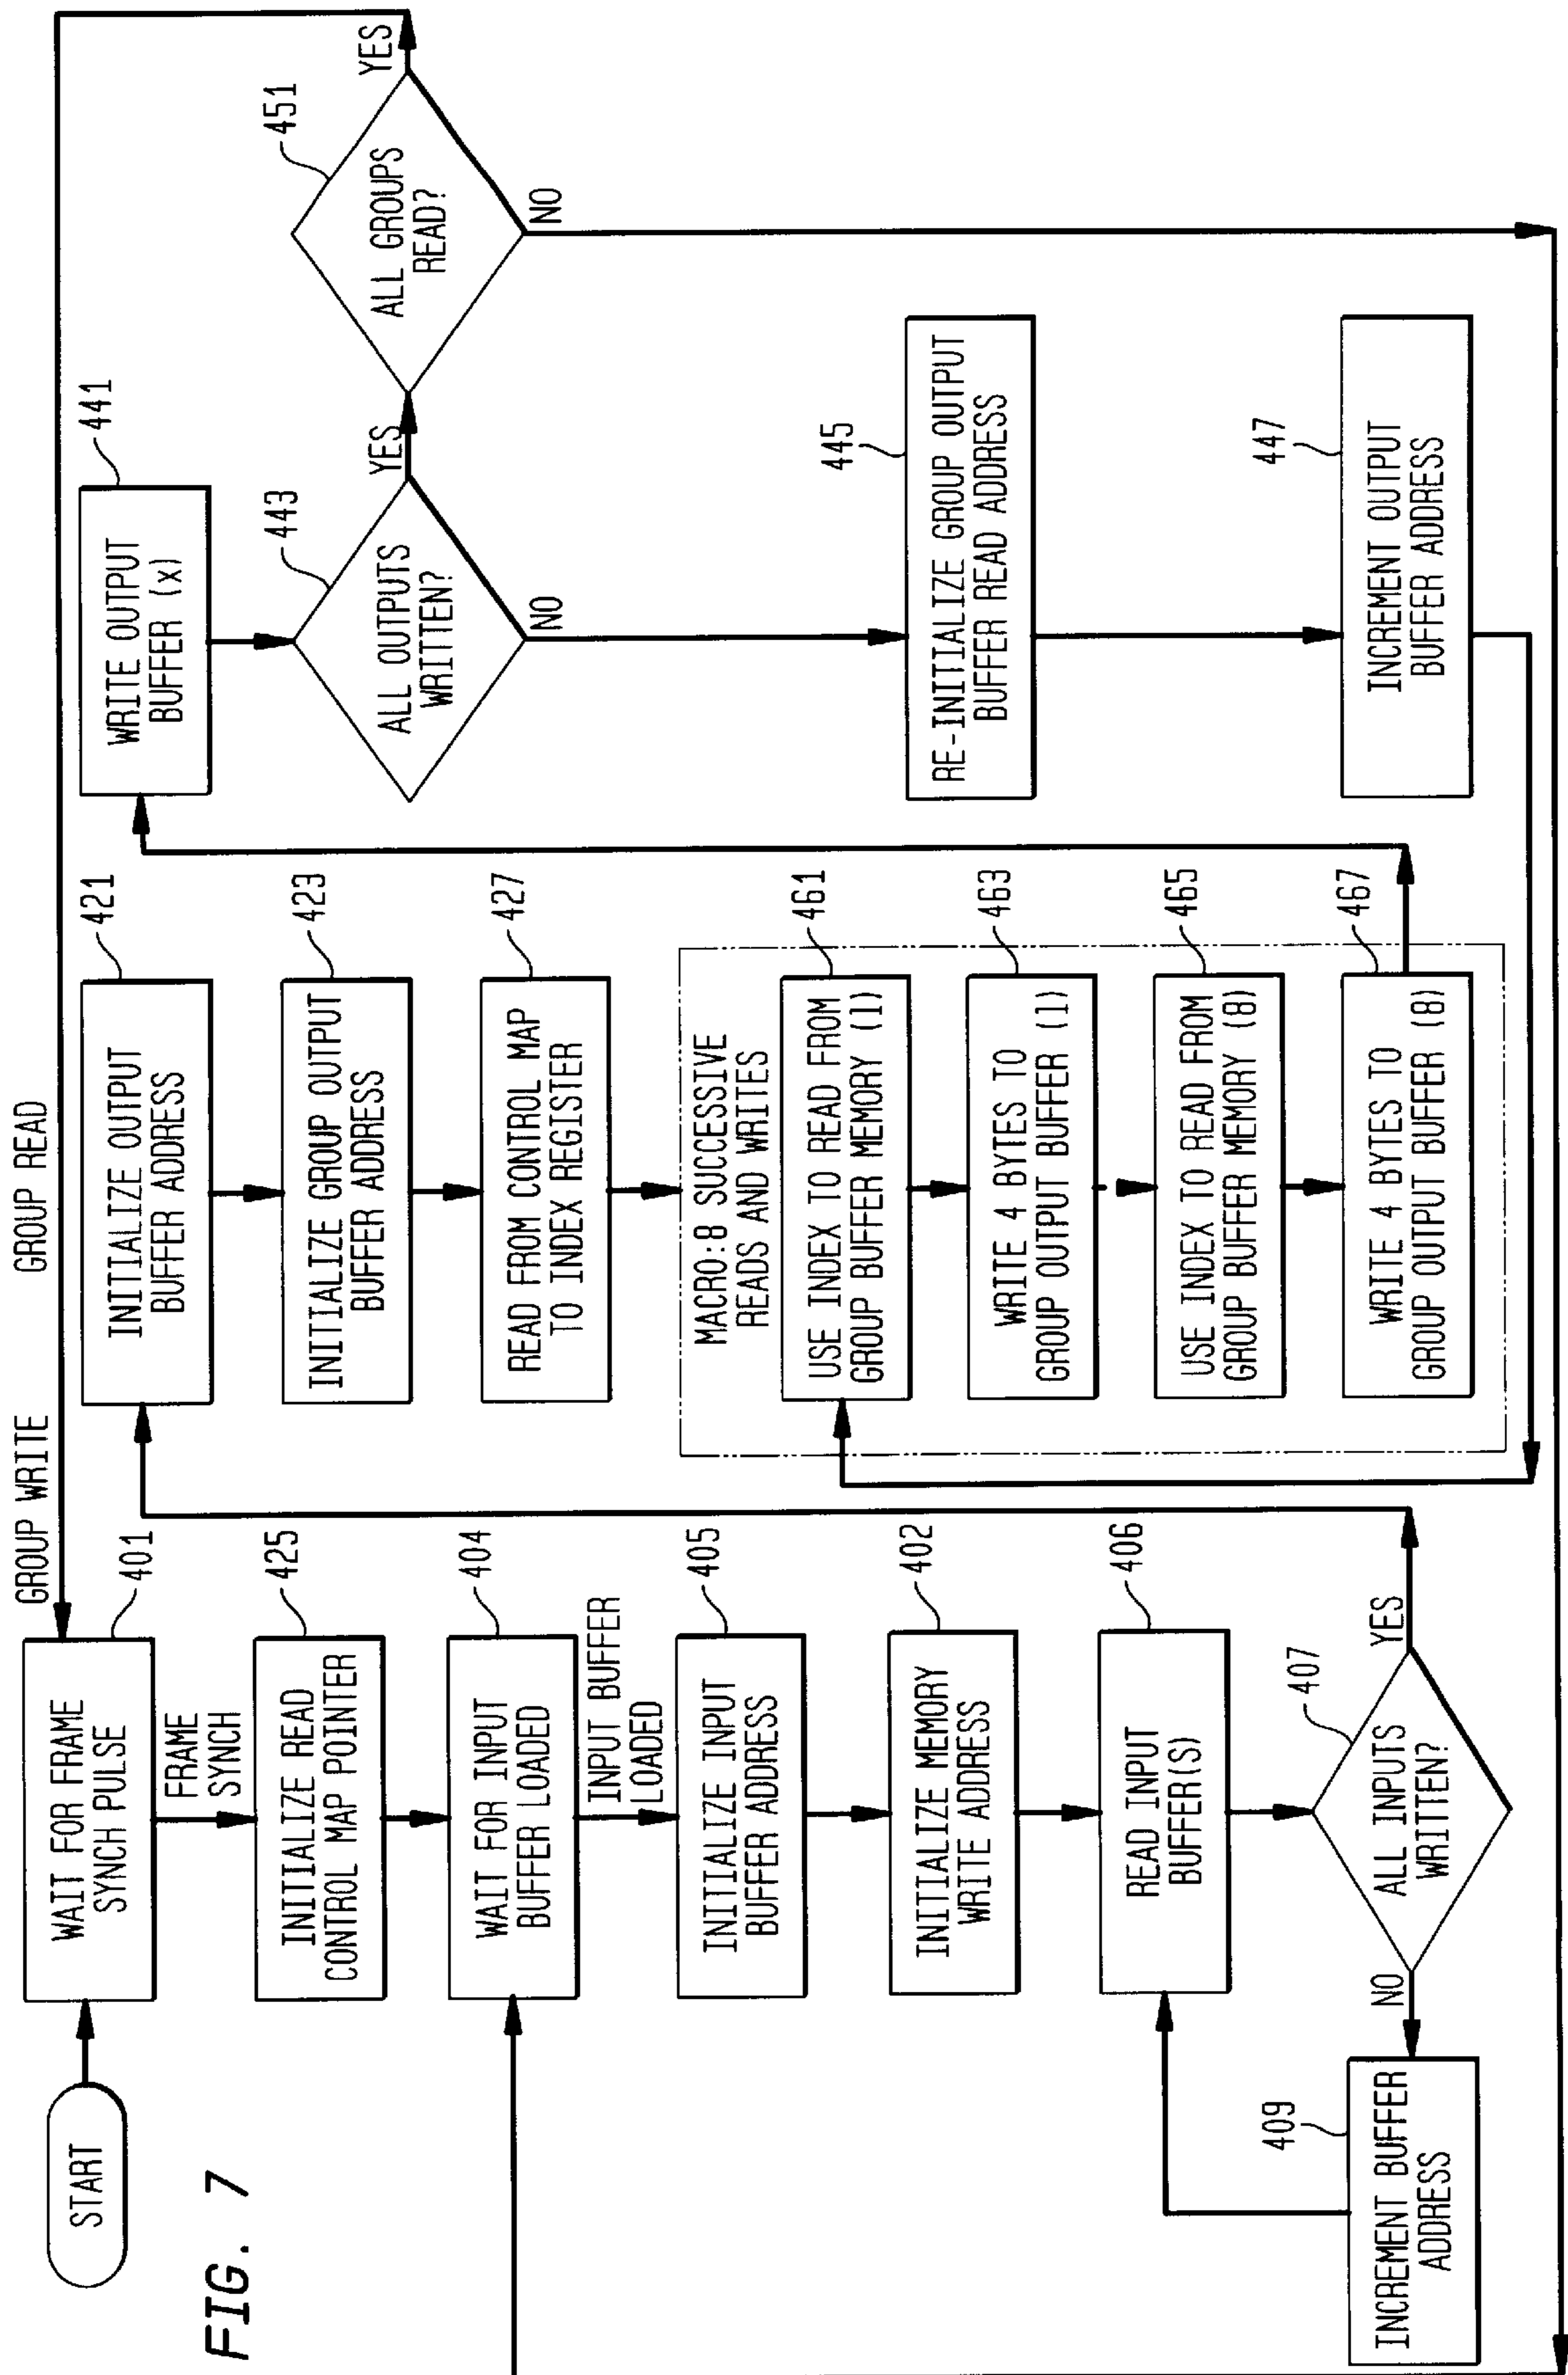 FIG. 7
START
GROUP WRITE
WAIT FOR FRAME
SYNCH PULSE
401
FRAME
SYNCH
INITIALIZE READ
CONTROL MAP POINTER
425
WAIT FOR INPUT
BUFFER LOADED
404
INPUT BUFFER
LOADED
INITIALIZE INPUT
BUFFER ADDRESS
405
INITIALIZE MEMORY
WRITE ADDRESS
402
READ INPUT
BUFFER(S)
406
ALL INPUTS
WRITTEN?
407
YES
NO
INCREMENT BUFFER
ADDRESS
409
GROUP READ
INITIALIZE OUTPUT
BUFFER ADDRESS
421
INITIALIZE GROUP OUTPUT
BUFFER ADDRESS
423
READ FROM CONTROL MAP
TO INDEX REGISTER
427
MACRO:8 SUCCESSIVE
READS AND WRITES
USE INDEX TO READ FROM
GROUP BUFFER MEMORY (1)
461
WRITE 4 BYTES TO
GROUP OUTPUT BUFFER (1)
463
USE INDEX TO READ FROM
GROUP BUFFER MEMORY (8)
465
WRITE 4 BYTES TO
GROUP OUTPUT BUFFER (8)
467
WRITE OUTPUT
BUFFER (x)
441
ALL OUTPUTS
WRITTEN?
443
YES
NO
RE-INITIALIZE GROUP OUTPUT
BUFFER READ ADDRESS
445
INCREMENT OUTPUT
BUFFER ADDRESS
447
ALL GROUPS
READ?
451
YES
NO